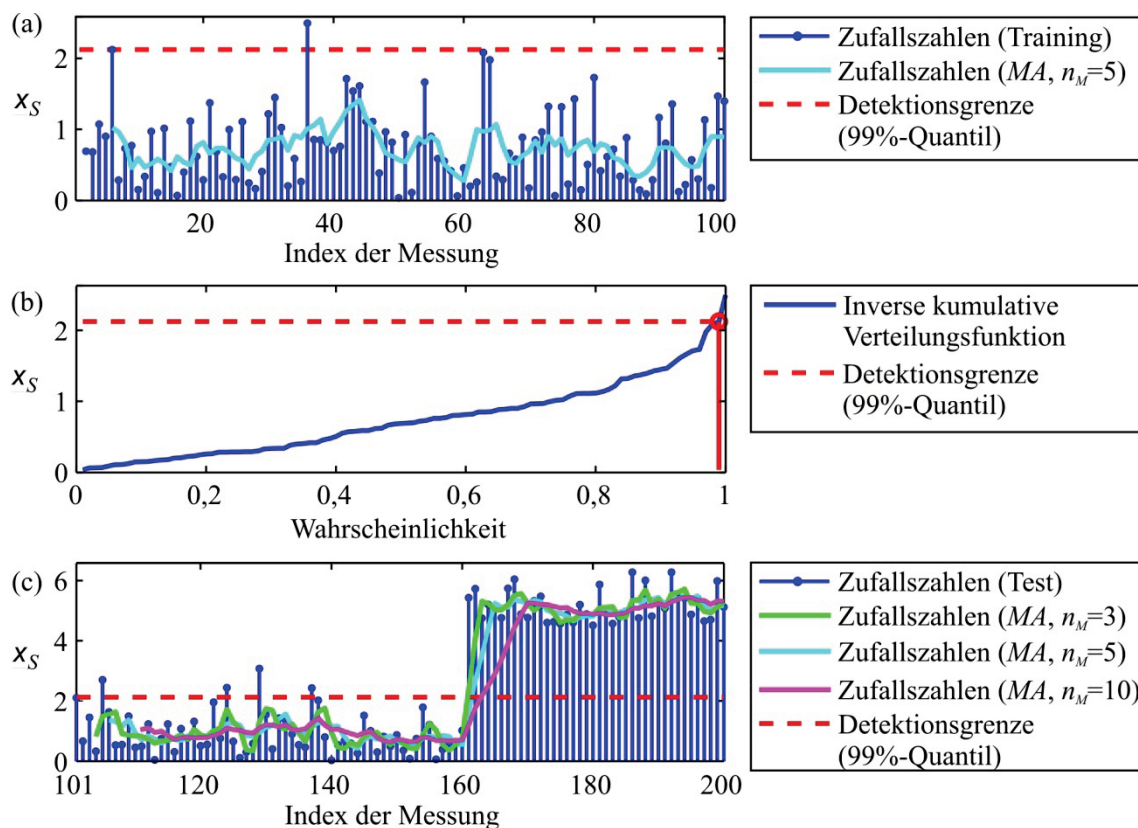 (a)
2
1
0
x_S
20
40
60
80
100
Index der Messung
Zufallszahlen (Training)
Zufallszahlen (MA, n_M=5)
Detektionsgrenze
(99%-Quantil)
(b)
2
1
0
x_S
0
0,2
0,4
0,6
0,8
1
Wahrscheinlichkeit
Inverse kumulative
Verteilungsfunktion
Detektionsgrenze
(99%-Quantil)
(c)
6
4
2
0
x_S
101
120
140
160
180
200
Index der Messung
Zufallszahlen (Test)
Zufallszahlen (MA, n_M=3)
Zufallszahlen (MA, n_M=5)
Zufallszahlen (MA, n_M=10)
Detektionsgrenze
(99%-Quantil)